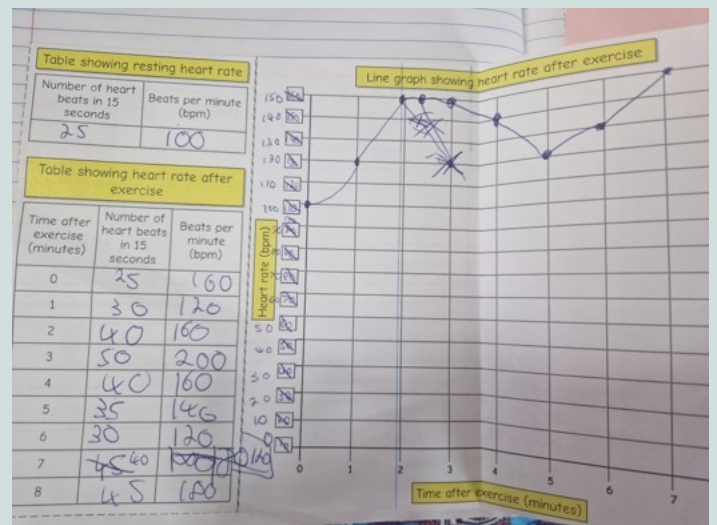 Table showing resting heart rate
Number of heart beats in 15 seconds
Beats per minute (bpm)
25 100
Table showing heart rate after exercise
Time after exercise (minutes)
Number of heart beats in 15 seconds
Beats per minute (bpm)
0 25 160
1 30 120
2 40 160
3 50 200
4 40 160
5 35 140
6 30 120
7 40
8 45 180
Line graph showing heart rate after exercise
Heart rate (bpm)
150
140
120
110
100
50
40
30
20
10
0
0 1 2 3 4 5 6 7
Time after exercise (minutes)